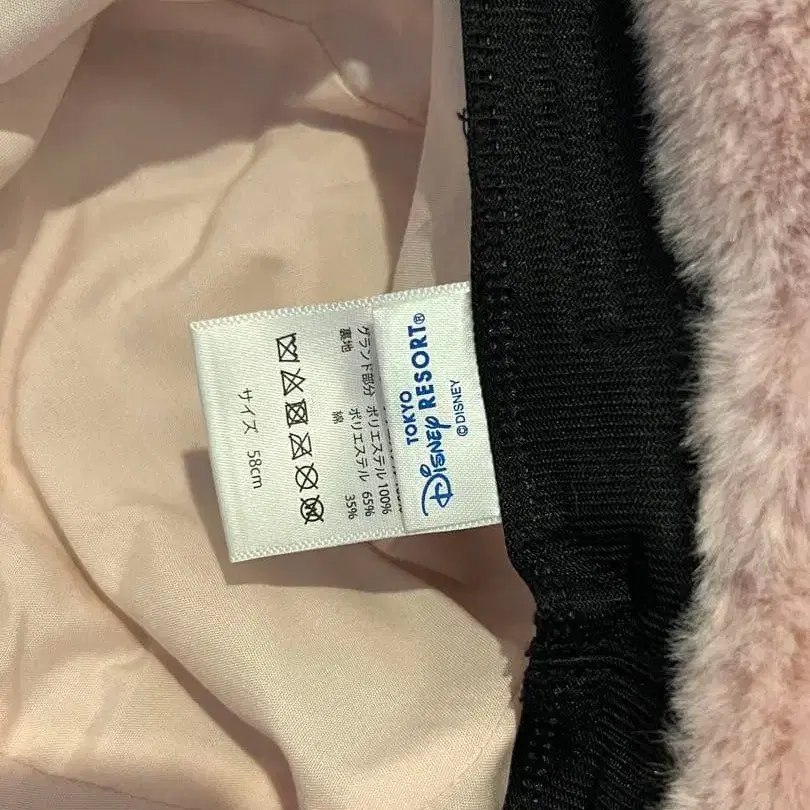 TOKYO
Disney RESORT®
©DISNEY
グランド部分 ポリエステル 100%
裏地 ポリエステル 65%
綿 35%
サイズ 58cm